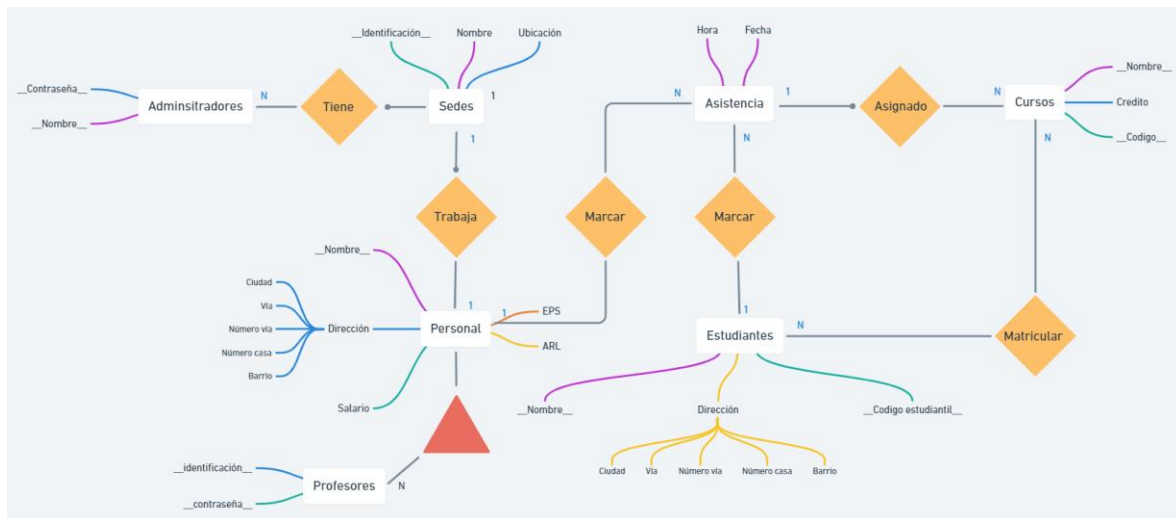 __Identificación__
Nombre
Ubicación
Hora
Fecha
__Contraseña__
Adminsitradores
__Nombre__
N
Tiene
Sedes
1
1
N
Asistencia
1
N
Asignado
N
Cursos
N
__Nombre__
Credito
__Codigo__
Trabaja
Marcar
Marcar
__Nombre__
Ciudad
Vía
Número vía
Número casa
Barrio
Dirección
Personal
1
1
EPS
ARL
Salario
1
Estudiantes
N
Matricular
__Nombre__
Dirección
__Codigo estudiantil__
Ciudad
Vía
Número vía
Número casa
Barrio
__identificación__
Profesores
N
__contraseña__